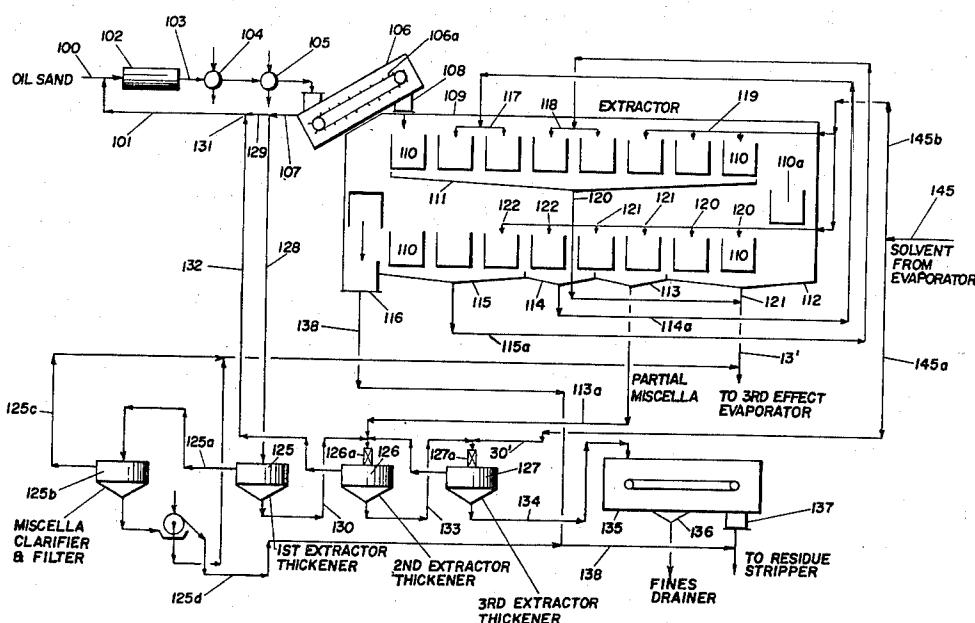 100
102
103
104
105
106
106a
108
OIL SAND
101
131
129
107
109
117
118
EXTRACTOR
119
110
110
110a
111
120
145b
145
SOLVENT
FROM
EVAPORATOR
122
122
121
121
120
120
110
110
132
128
116
115
114
113
121
112
138
114a
115a
13'
145a
113a
PARTIAL
MISCELLA
TO 3RD EFFECT
EVAPORATOR
125c
125a
125
126a
126
127a
127
30'
125b
130
133
134
135
136
137
MISCELLA
CLARIFIER
& FILTER
1ST EXTRACTOR
THICKENER
2ND EXTRACTOR
THICKENER
3RD EXTRACTOR
THICKENER
125d
138
FINES
DRAINER
TO RESIDUE
STRIPPER